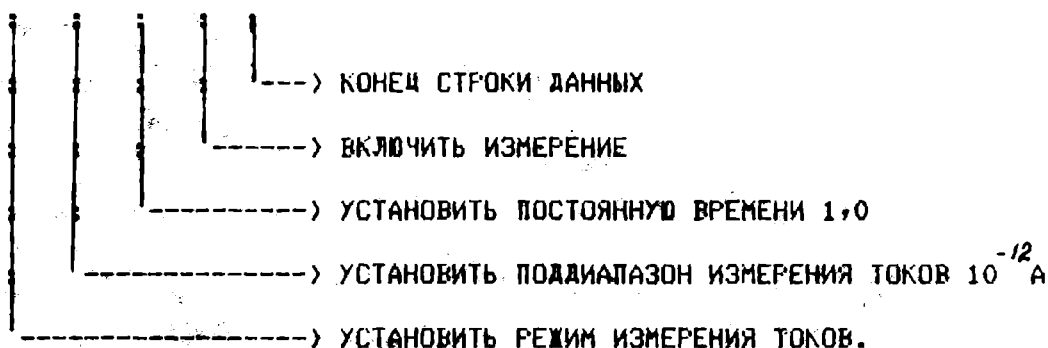 КОНЕЦ СТРОКИ ДАННЫХ
ВКЛЮЧИТЬ ИЗМЕРЕНИЕ
УСТАНОВИТЬ ПОСТОЯННУЮ ВРЕМЕНИ 1,0
УСТАНОВИТЬ ПОДДИАПАЗОН ИЗМЕРЕНИЯ ТОКОВ 10⁻¹² А
УСТАНОВИТЬ РЕЖИМ ИЗМЕРЕНИЯ ТОКОВ.